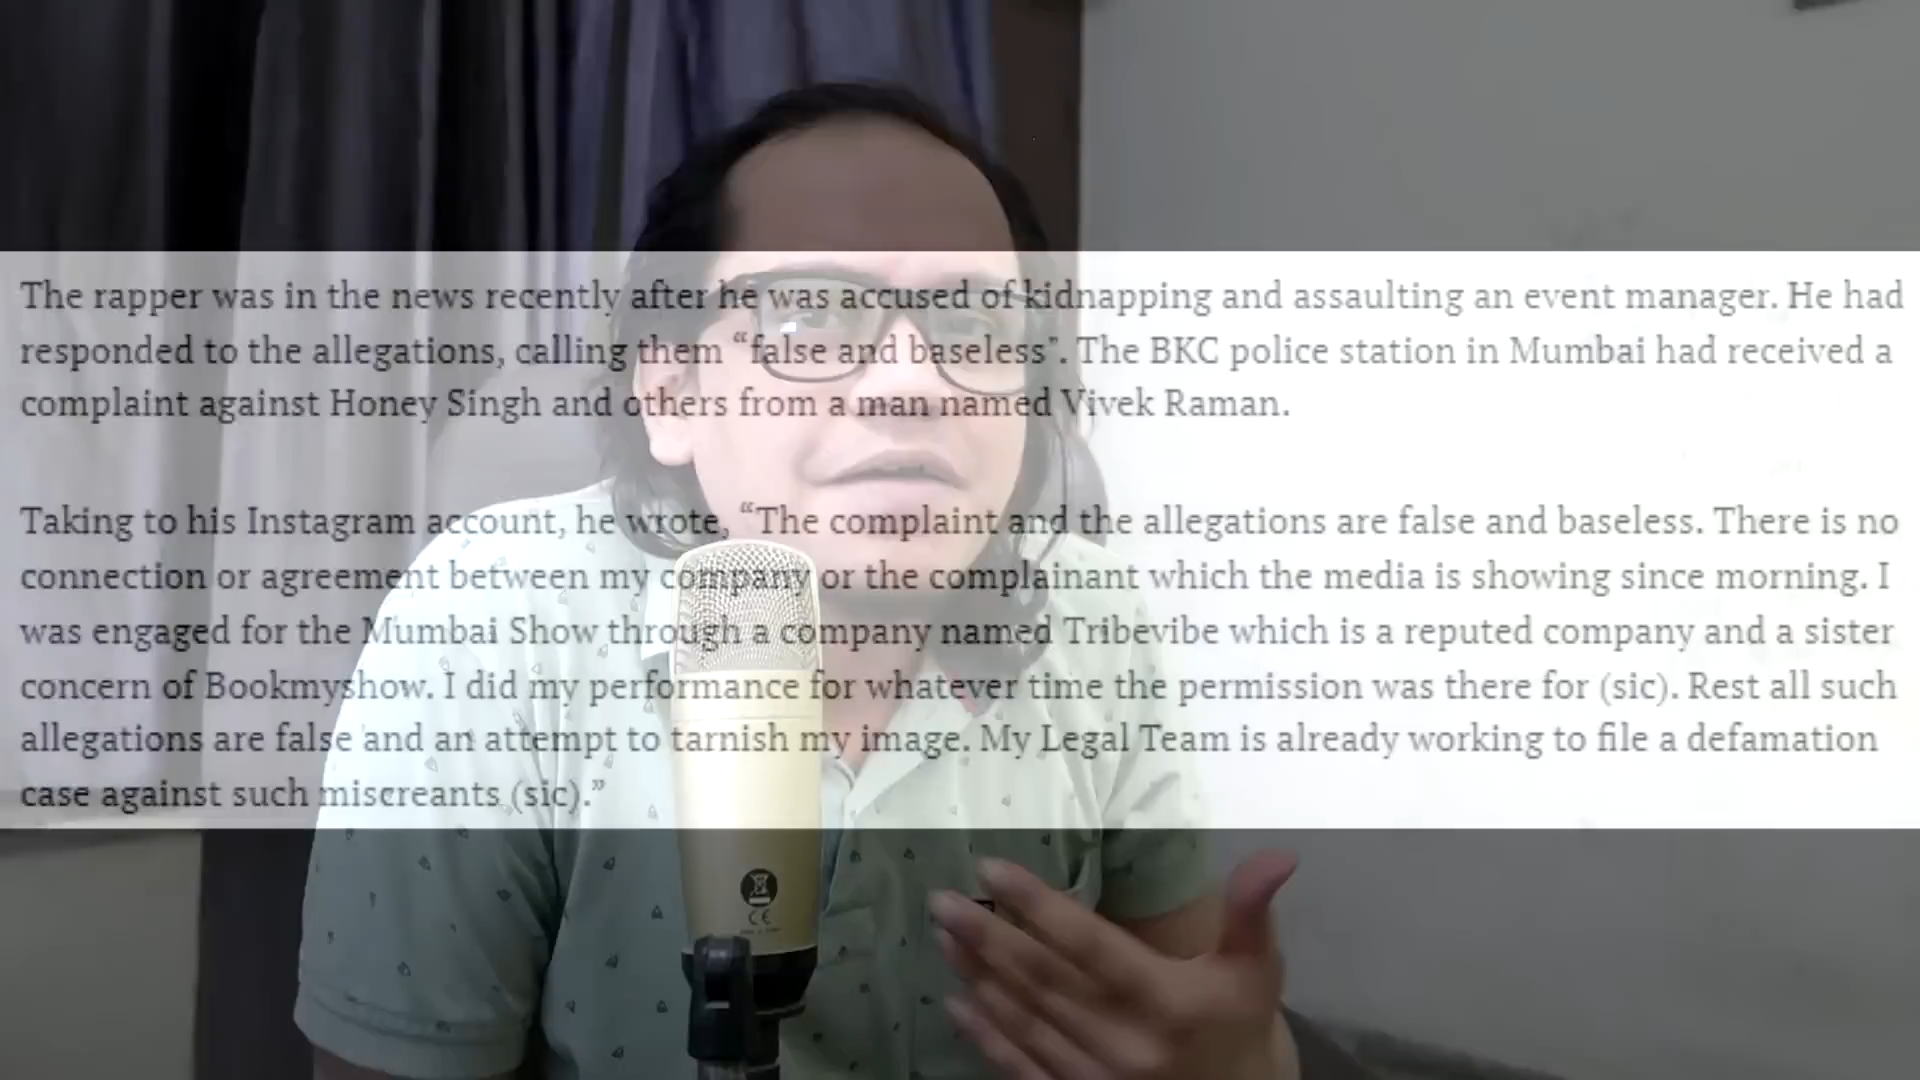 The rapper was in the news recently after he was accused of kidnapping and assaulting an event manager. He had
responded to the allegations, calling them “false and baseless”. The BKC police station in Mumbai had received a
complaint against Honey Singh and others from a man named Vivek Raman.
Taking to his Instagram account, he wrote, “The complaint and the allegations are false and baseless. There is no
connection or agreement between my company or the complainant which the media is showing since morning. I
was engaged for the Mumbai Show through a company named Tribevibe which is a reputed company and a sister
concern of Bookmyshow. I did my performance for whatever time the permission was there for (sic). Rest all such
allegations are false and an attempt to tarnish my image. My Legal Team is already working to file a defamation
case against such miscreants (sic).”
CE